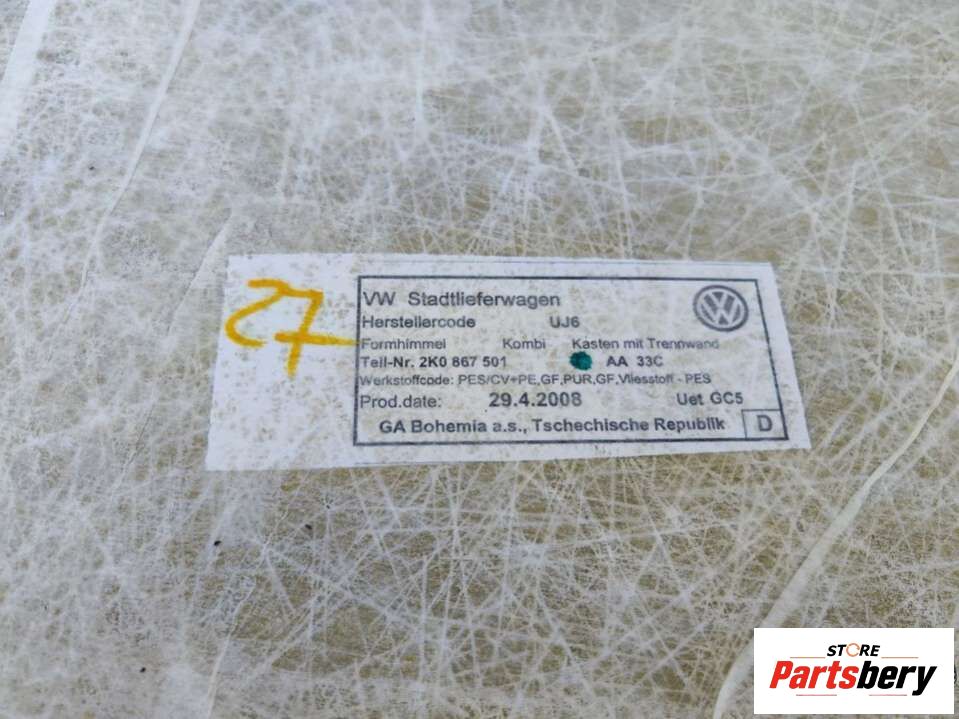 27
VW Stadtlieferwagen
Herstellercode UJ6
Formhimmel Kombi Kasten mit Trennwand
Teil-Nr. 2K0 867 501 AA 33C
Werkstoffcode: PES/CV+PE,GF,PUR,GF,Vliesstoff - PES
Prod.date: 29.4.2008 Uet GC5
GA Bohemia a.s., Tschechische Republik D
STORE
Partsbery